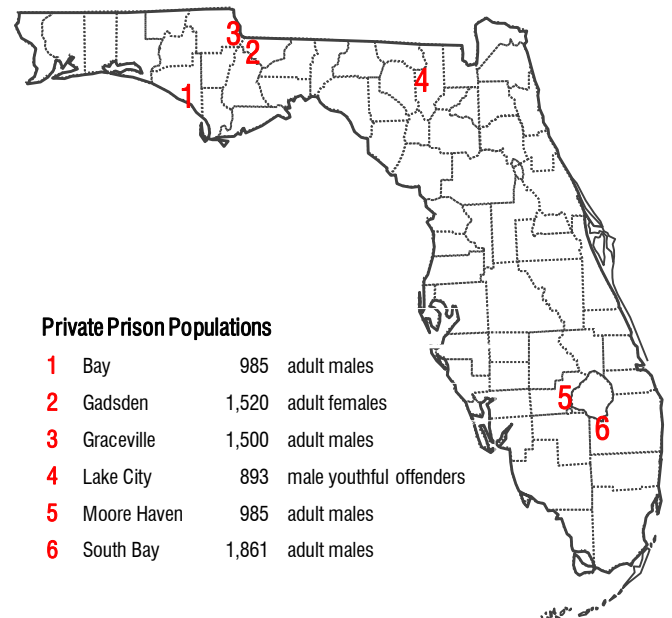 3
2
4
1
Private Prison Populations
1 Bay 985 adult males
2 Gadsden 1,520 adult females
3 Graceville 1,500 adult males
5
6
4 Lake City 893 male youthful offenders
5 Moore Haven 985 adult males
6 South Bay 1,861 adult males